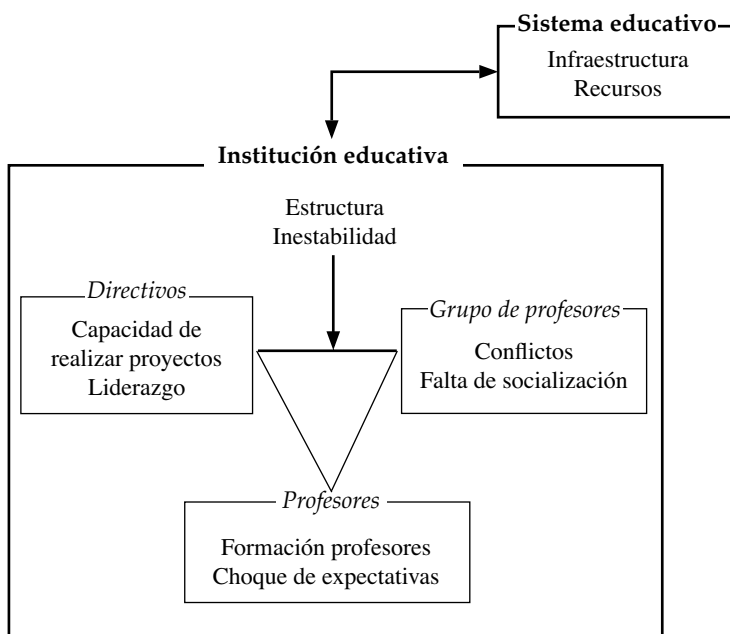 Sistema educativo
Infraestructura
Recursos
Institución educativa
Estructura
Inestabilidad
Directivos
Capacidad de
realizar proyectos
Liderazgo
Grupo de profesores
Conflictos
Falta de socialización
Profesores
Formación profesores
Choque de expectativas